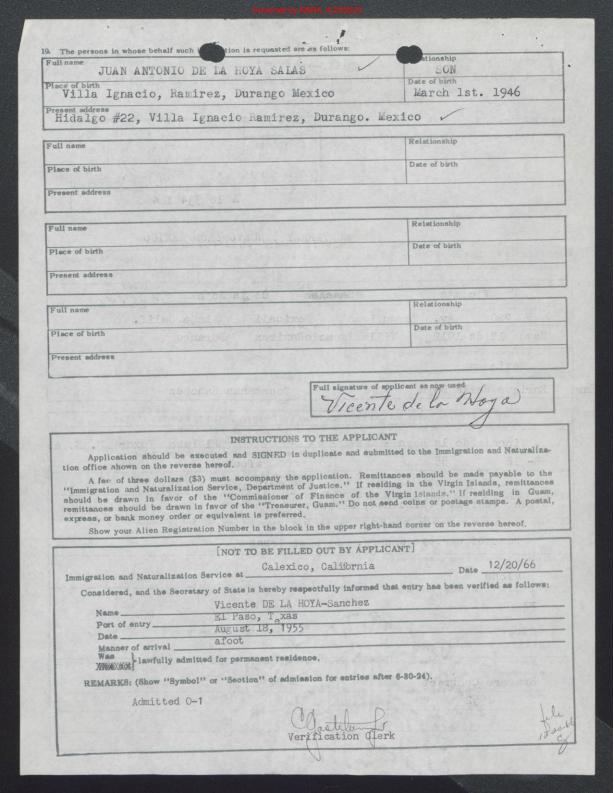 19. The persons in whose behalf such tion is requested are as follows:
Full name
JUAN ANTONIO DE LA HOYA SALAS
ationship
SON
Place of birth
Villa Ignacio, Ramirez, Durango Mexico
Date of birth
March 1st. 1946
Present address
Hidalgo #22, Villa Ignacio Ramirez, Durango. Mexico
Full name
Relationship
Place of birth
Date of birth
Present address
Full name
Relationship
Place of birth
Date of birth
Present address
Full name
Relationship
Place of birth
Date of birth
Present address
Full signature of applicant as now used
Vicente de la Hoya
INSTRUCTIONS TO THE APPLICANT
Application should be executed and SIGNED in duplicate and submitted to the Immigration and Naturaliza-
tion office shown on the reverse hereof.
A fee of three dollars ($3) must accompany the application. Remittances should be made payable to the
"Immigration and Naturalization Service, Department of Justice." If residing in the Virgin Islands, remittances
should be drawn in favor of the "Commissioner of Finance of the Virgin Islands." If residing in Guam,
remittances should be drawn in favor of the "Treasurer, Guam." Do not send coins or postage stamps. A postal,
express, or bank money order or equivalent is preferred.
Show your Alien Registration Number in the block in the upper right-hand corner on the reverse hereof.
[NOT TO BE FILLED OUT BY APPLICANT]
Immigration and Naturalization Service at Calexico, California Date 12/20/66
Considered, and the Secretary of State is hereby respectfully informed that entry has been verified as follows:
Name Vicente DE LA HOYA-Sanchez
Port of entry El Paso, Texas
Date August 18, 1955
Manner of arrival afoot
Was
lawfully admitted for permanent residence.
REMARKS: (Show "Symbol" or "Section" of admission for entries after 6-30-24).
Admitted O-1
Verification Clerk
file